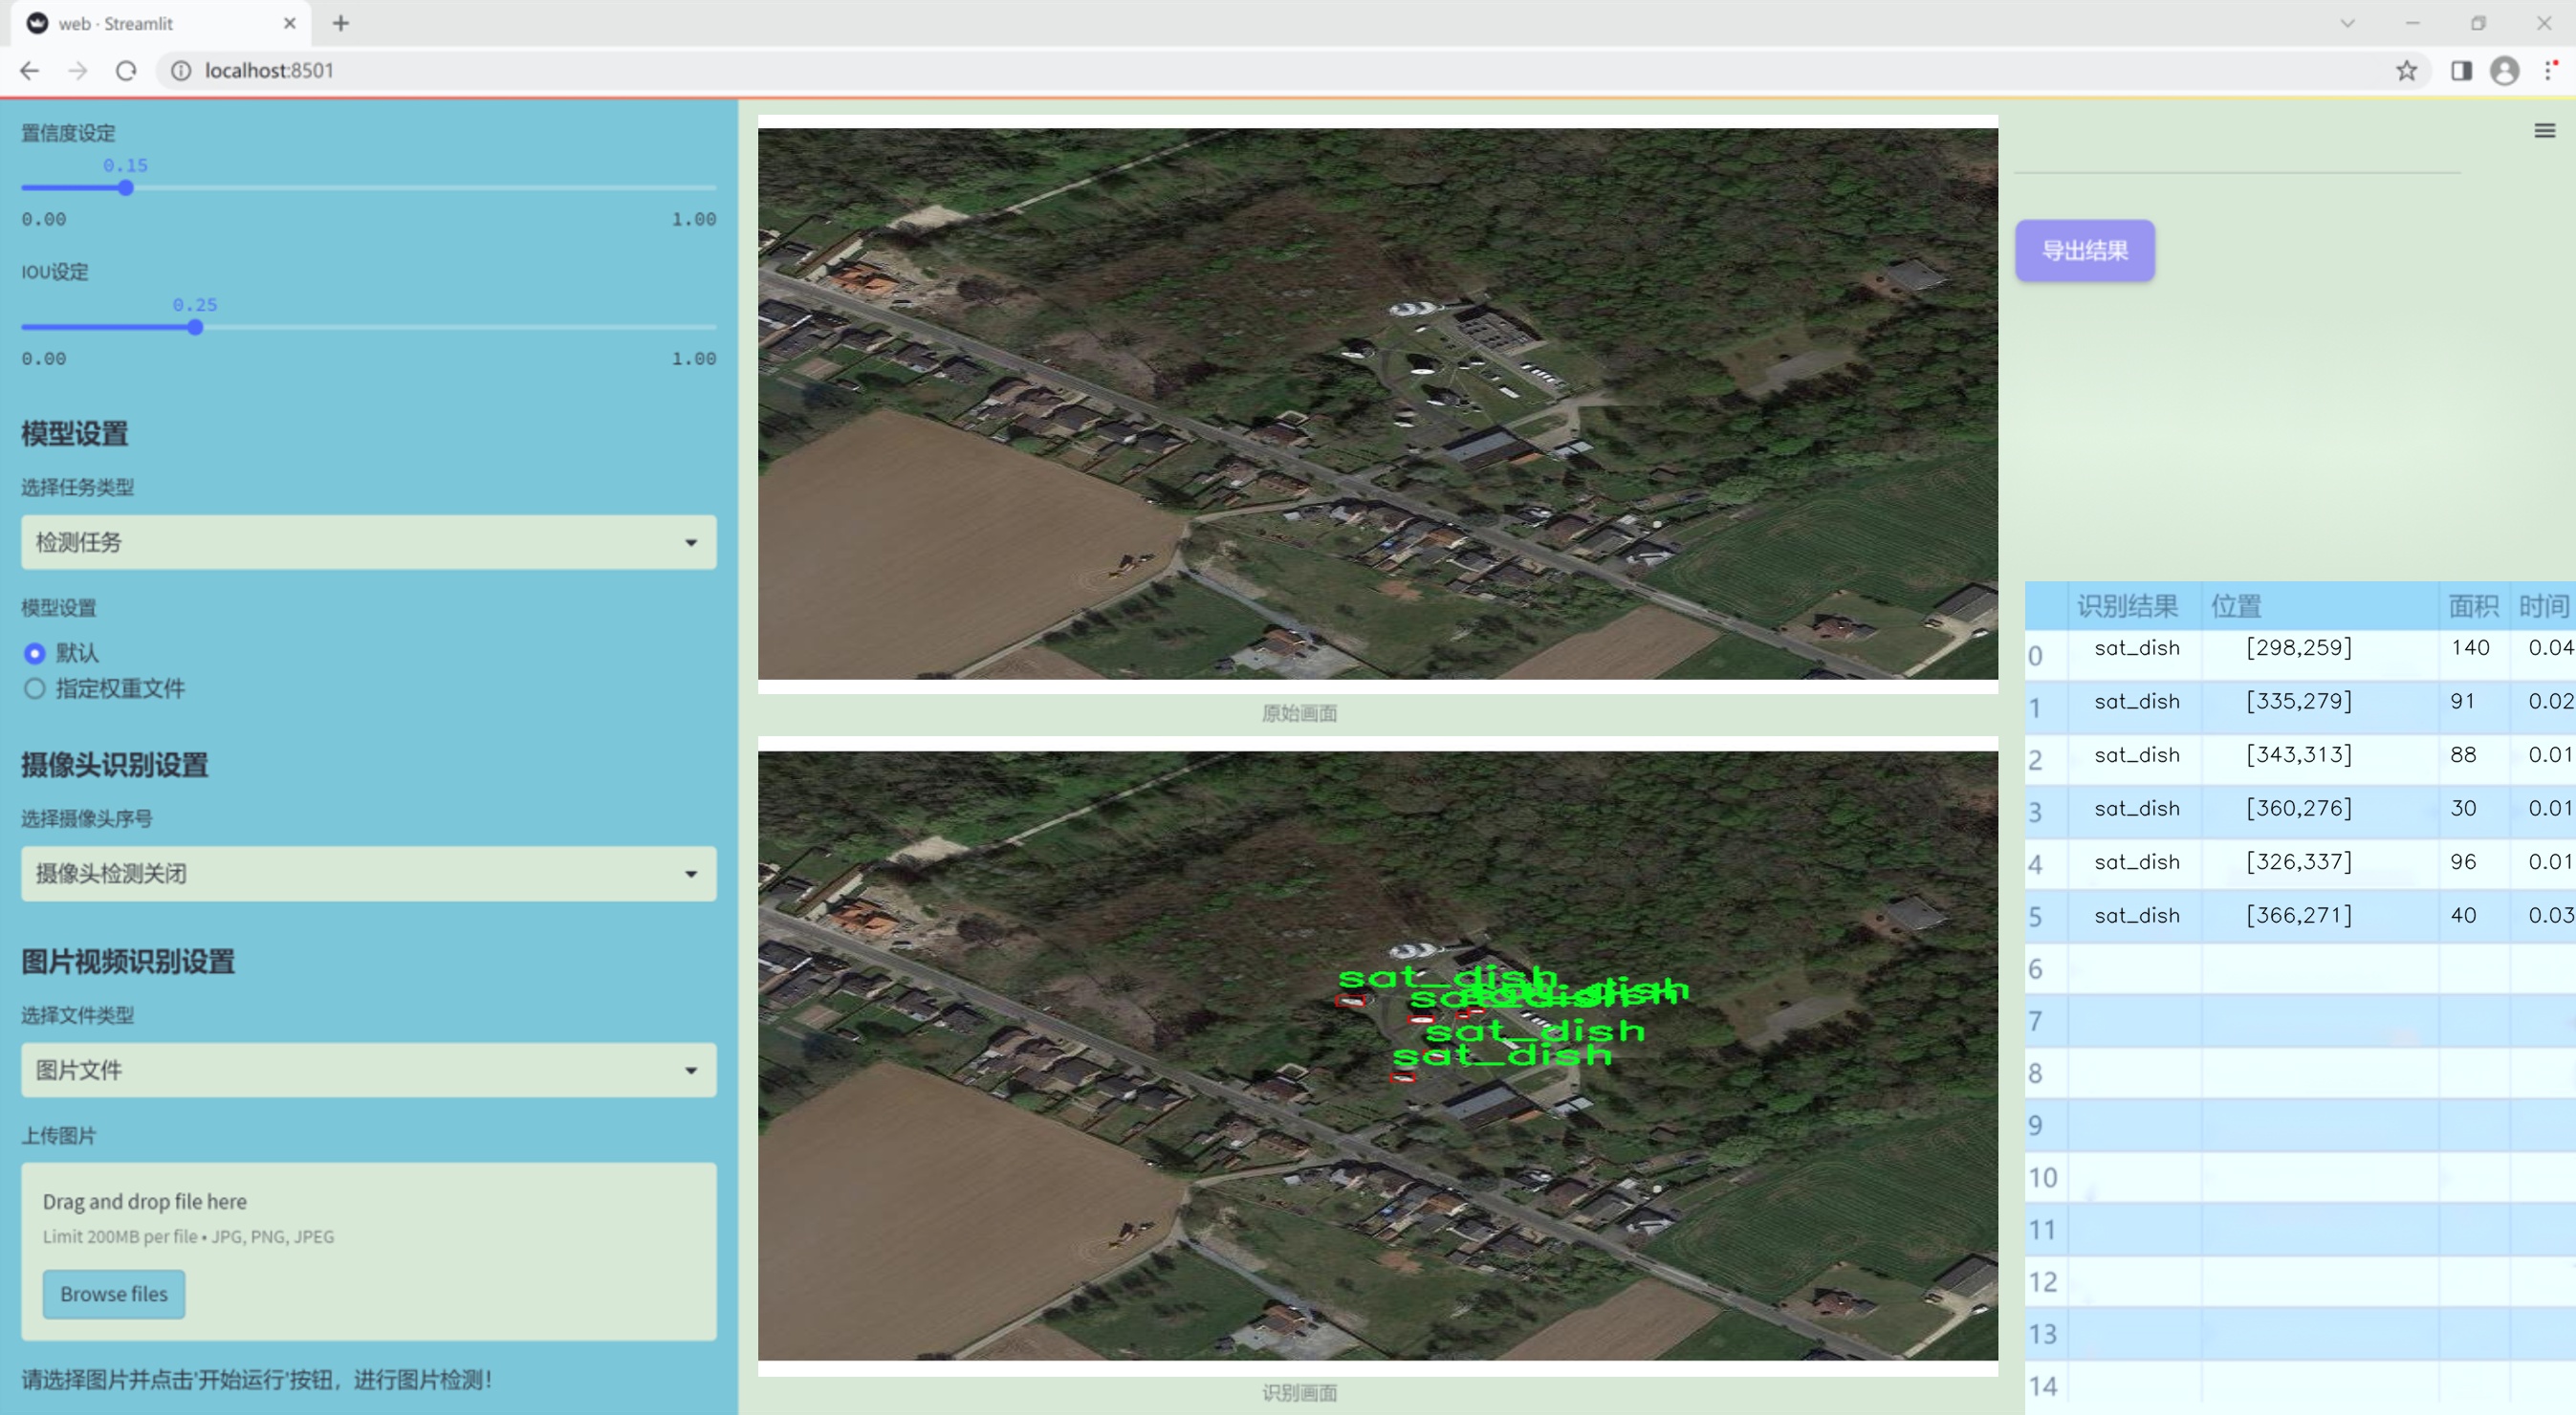 web · Streamlit
localhost:8501
置信度设定
0.15
0.00 1.00
IOU设定
0.25
0.00 1.00
模型设置
选择任务类型
检测任务
模型设置
默认
指定权重文件
摄像头识别设置
选择摄像头序号
摄像头检测关闭
图片视频识别设置
选择文件类型
图片文件
上传图片
Drag and drop file here
Limit 200MB per file • JPG, PNG, JPEG
Browse files
请选择图片并点击'开始运行'按钮，进行图片检测！
原始画面
sat_dish
sat_dish
sat_dish
sat_dish
识别画面
导出结果
识别结果 位置 面积 时间
0 sat_dish [298,259] 140 0.04
1 sat_dish [335,279] 91 0.02
2 sat_dish [343,313] 88 0.01
3 sat_dish [360,276] 30 0.01
4 sat_dish [326,337] 96 0.01
5 sat_dish [366,271] 40 0.03
6
7
8
9
10
11
12
13
14